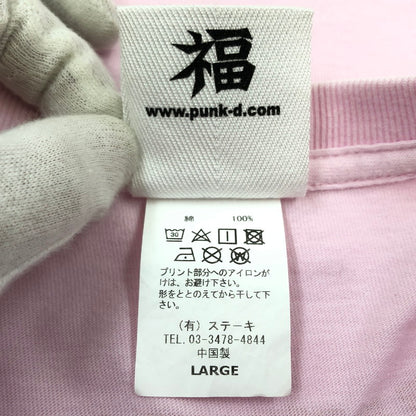 福
www.punk-d.com
綿 100%
30
プリント部分へのアイロンが
けは、お避け下さい。
形をととのえてから干して下
さい。
(有) ステーキ
TEL. 03-3478-4844
中国製
LARGE